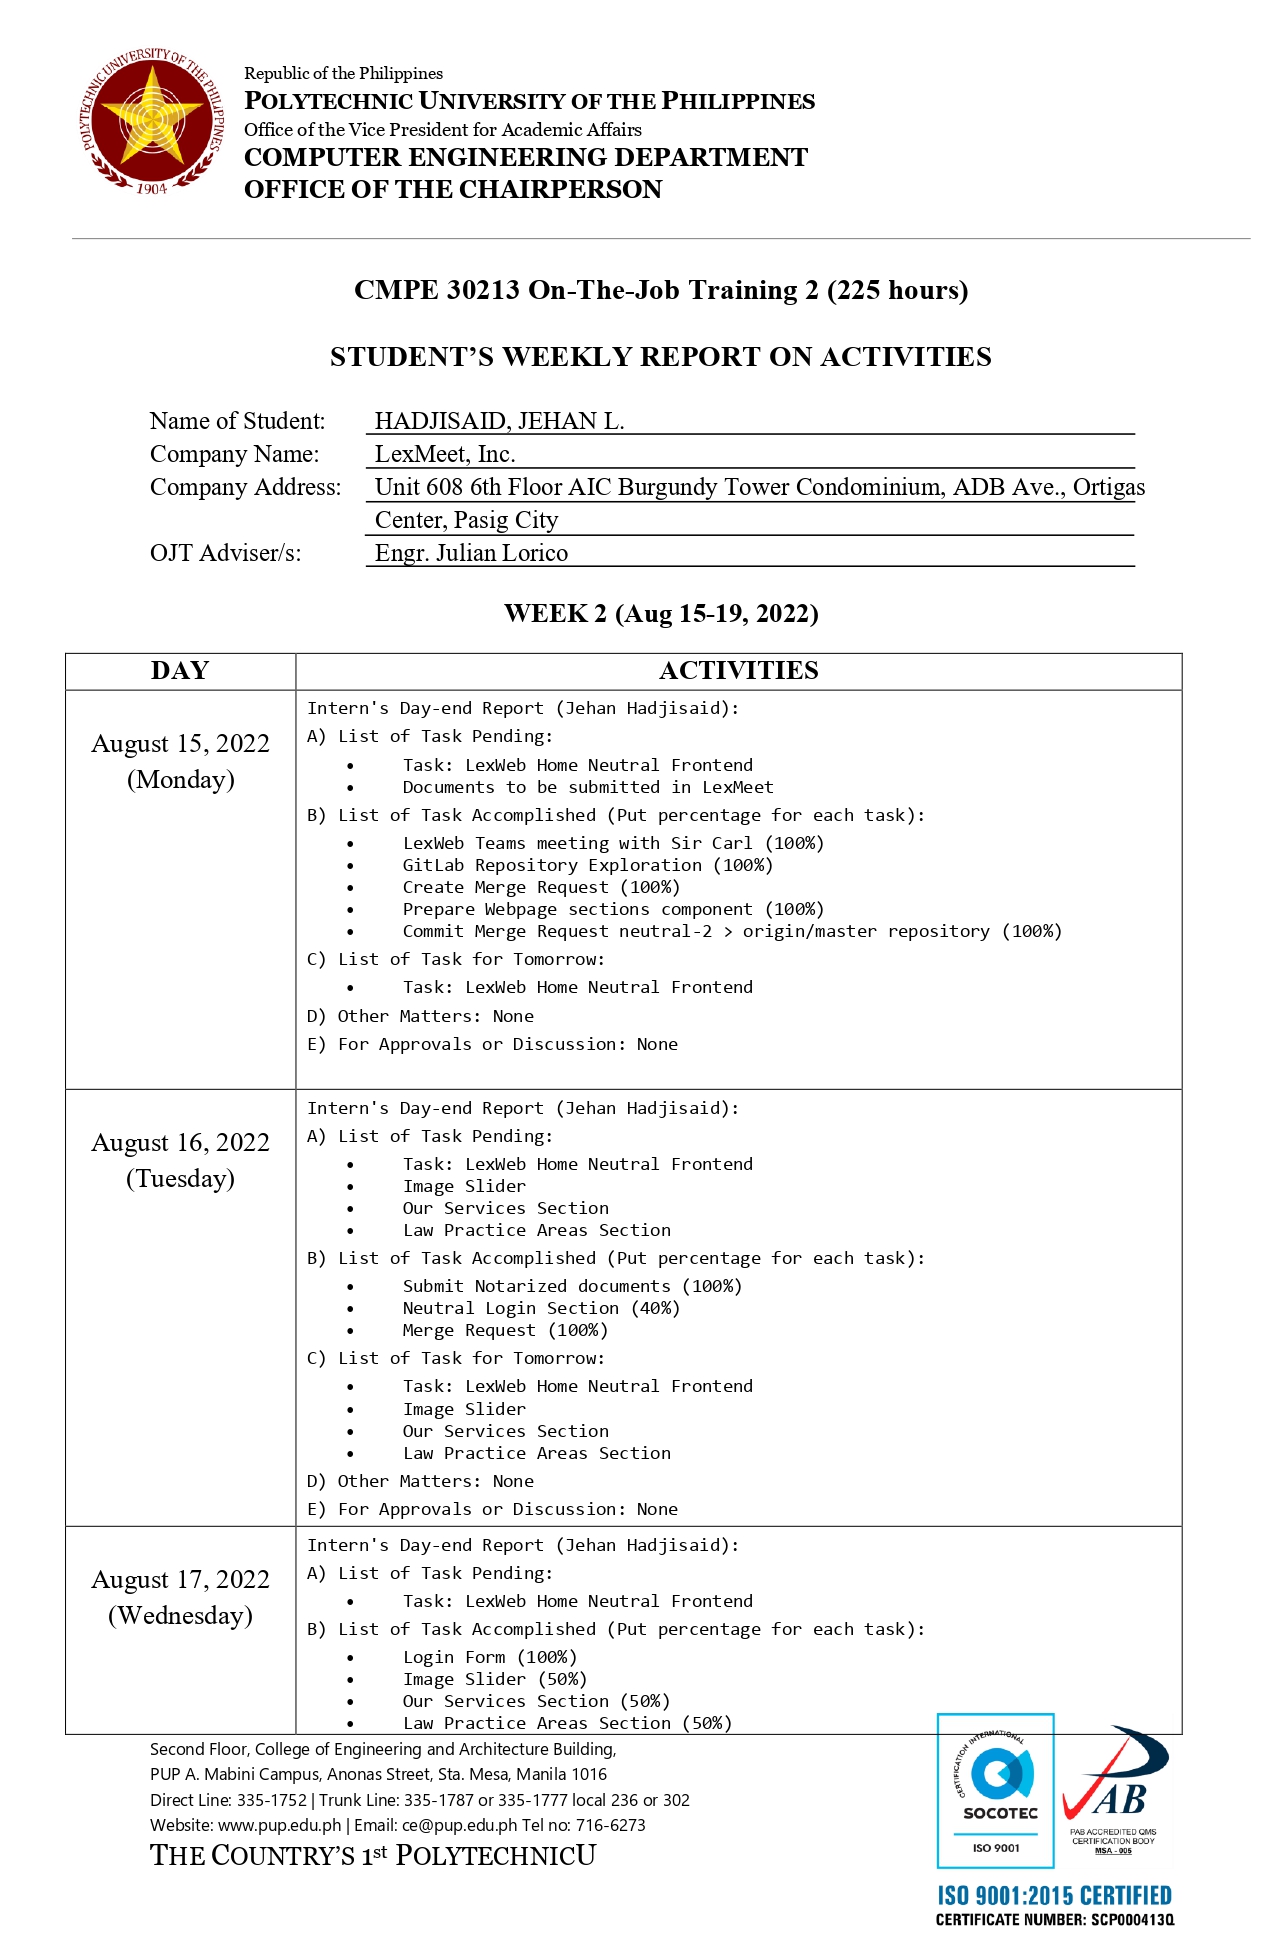 POLYTECHNIC UNIVERSITY OF THE PHILIPPINES
1904
Republic of the Philippines
POLYTECHNIC UNIVERSITY OF THE PHILIPPINES
Office of the Vice President for Academic Affairs
COMPUTER ENGINEERING DEPARTMENT
OFFICE OF THE CHAIRPERSON
CMPE 30213 On-The-Job Training 2 (225 hours)
STUDENT’S WEEKLY REPORT ON ACTIVITIES
Name of Student: HADJISAID, JEHAN L.
Company Name: LexMeet, Inc.
Company Address: Unit 608 6th Floor AIC Burgundy Tower Condominium, ADB Ave., Ortigas
Center, Pasig City
OJT Adviser/s: Engr. Julian Lorico
WEEK 2 (Aug 15-19, 2022)
DAY ACTIVITIES
August 15, 2022
(Monday)
Intern's Day-end Report (Jehan Hadjisaid):
A) List of Task Pending:
• Task: LexWeb Home Neutral Frontend
• Documents to be submitted in LexMeet
B) List of Task Accomplished (Put percentage for each task):
• LexWeb Teams meeting with Sir Carl (100%)
• GitLab Repository Exploration (100%)
• Create Merge Request (100%)
• Prepare Webpage sections component (100%)
• Commit Merge Request neutral-2 > origin/master repository (100%)
C) List of Task for Tomorrow:
• Task: LexWeb Home Neutral Frontend
D) Other Matters: None
E) For Approvals or Discussion: None
August 16, 2022
(Tuesday)
Intern's Day-end Report (Jehan Hadjisaid):
A) List of Task Pending:
• Task: LexWeb Home Neutral Frontend
• Image Slider
• Our Services Section
• Law Practice Areas Section
B) List of Task Accomplished (Put percentage for each task):
• Submit Notarized documents (100%)
• Neutral Login Section (40%)
• Merge Request (100%)
C) List of Task for Tomorrow:
• Task: LexWeb Home Neutral Frontend
• Image Slider
• Our Services Section
• Law Practice Areas Section
D) Other Matters: None
E) For Approvals or Discussion: None
August 17, 2022
(Wednesday)
Intern's Day-end Report (Jehan Hadjisaid):
A) List of Task Pending:
• Task: LexWeb Home Neutral Frontend
B) List of Task Accomplished (Put percentage for each task):
• Login Form (100%)
• Image Slider (50%)
• Our Services Section (50%)
• Law Practice Areas Section (50%)
Second Floor, College of Engineering and Architecture Building,
PUP A. Mabini Campus, Anonas Street, Sta. Mesa, Manila 1016
Direct Line: 335-1752 | Trunk Line: 335-1787 or 335-1777 local 236 or 302
Website: www.pup.edu.ph | Email: ce@pup.edu.ph Tel no: 716-6273
THE COUNTRY’S 1st POLYTECHNICU
CERTIFICATION INTERNATIONAL
SOCOTEC
ISO 9001
PAB
PAB ACCREDITED QMS
CERTIFICATION BODY
MSA - 005
ISO 9001:2015 CERTIFIED
CERTIFICATE NUMBER: SCP000413Q